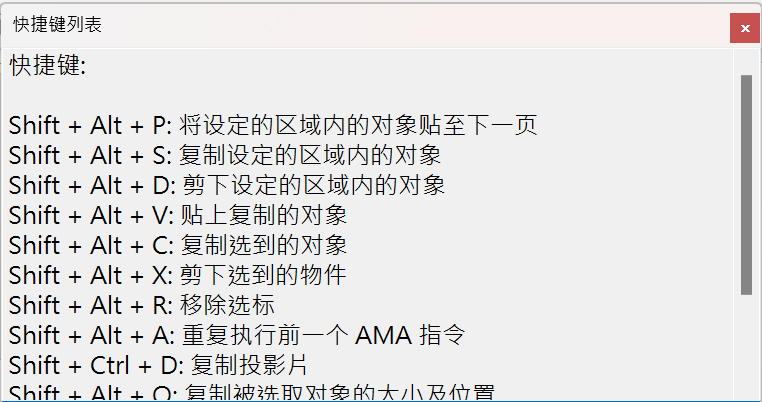 快捷键列表
快捷键:
Shift + Alt + P: 将设定的区域内的对象贴至下一页
Shift + Alt + S: 复制设定的区域内的对象
Shift + Alt + D: 剪下设定的区域内的对象
Shift + Alt + V: 贴上复制的对象
Shift + Alt + C: 复制选到的对象
Shift + Alt + X: 剪下选到的物件
Shift + Alt + R: 移除选标
Shift + Alt + A: 重复执行前一个 AMA 指令
Shift + Ctrl + D: 复制投影片
Shift + Alt + O: 复制被选取对象的大小及位置